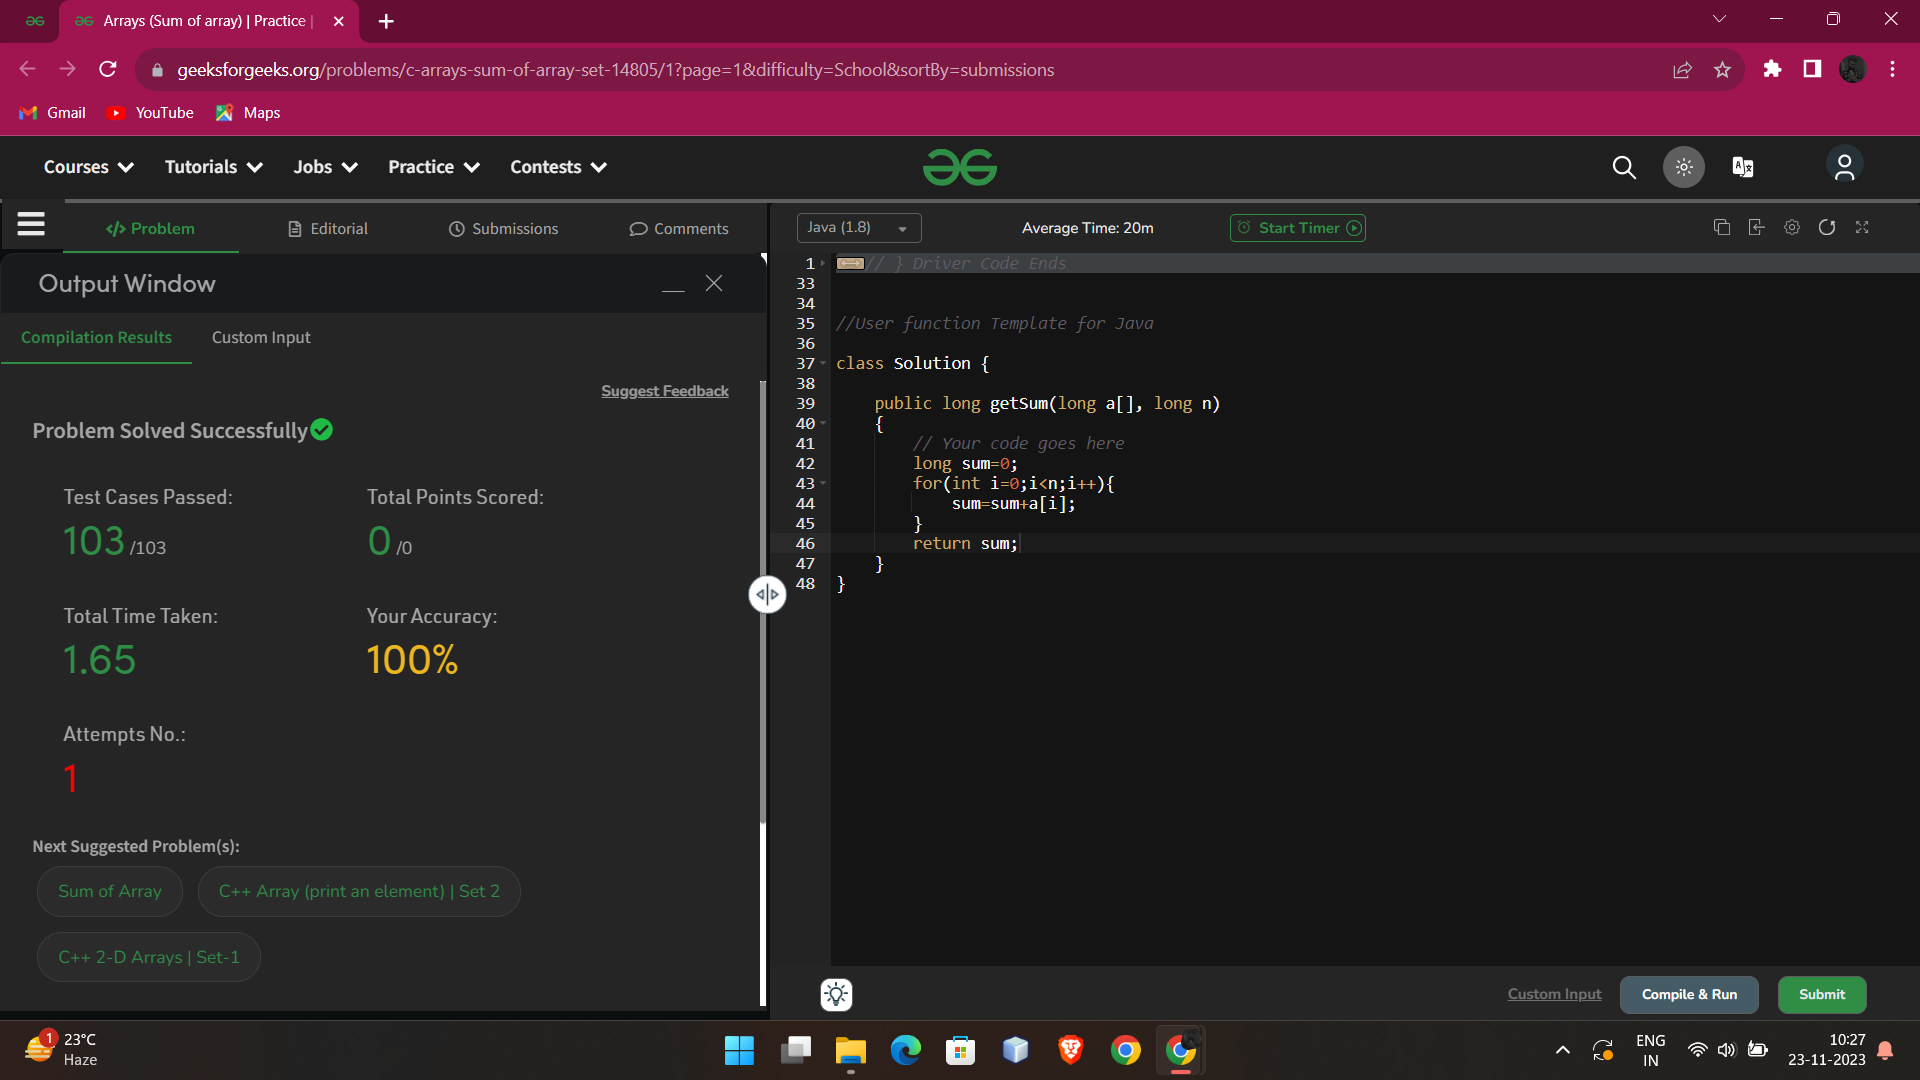 Arrays (Sum of array) | Practice |
geeksforgeeks.org/problems/c-arrays-sum-of-array-set-14805/1?page=1&difficulty=School&sortBy=submissions
Gmail YouTube Maps
Courses Tutorials Jobs Practice Contests
</> Problem Editorial Submissions Comments
Output Window
Compilation Results Custom Input
Suggest Feedback
Problem Solved Successfully
Test Cases Passed: Total Points Scored:
103 /103 0 /0
Total Time Taken: Your Accuracy:
1.65 100%
Attempts No.:
1
Next Suggested Problem(s):
Sum of Array C++ Array (print an element) | Set 2
C++ 2-D Arrays | Set-1
Java (1.8) Average Time: 20m Start Timer
1 // } Driver Code Ends
33
34
35 //User function Template for Java
36
37 class Solution {
38
39 public long getSum(long a[], long n)
40 {
41 // Your code goes here
42 long sum=0;
43 for(int i=0;i<n;i++){
44 sum=sum+a[i];
45 }
46 return sum;
47 }
48 }
Custom Input Compile & Run Submit
1 23°C
Haze
ENG
IN
10:27
23-11-2023